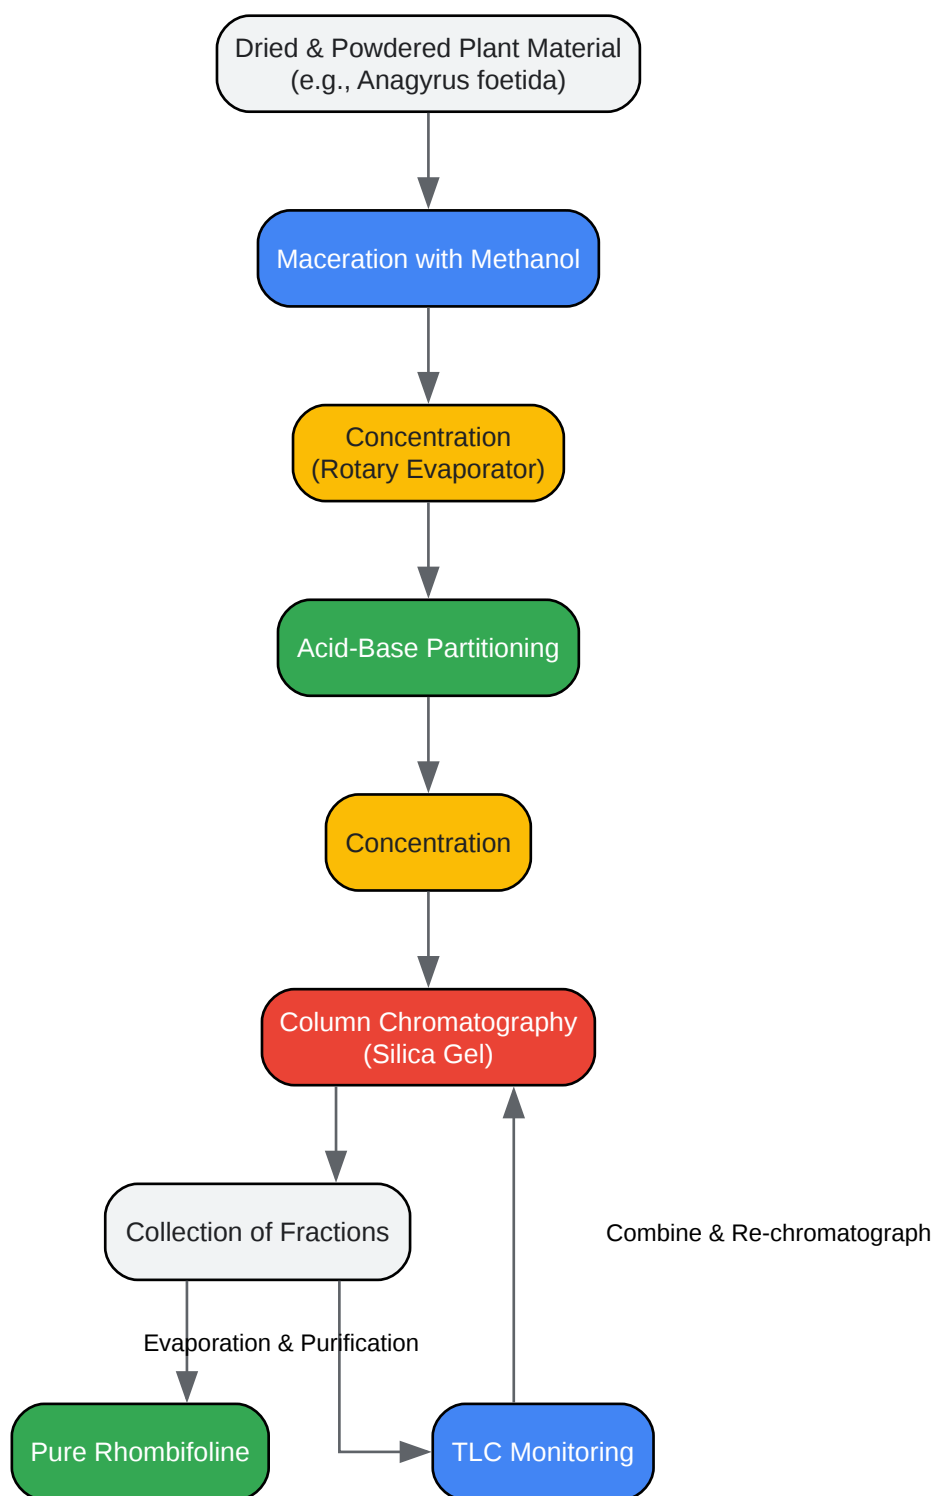 Dried & Powdered Plant Material
(e.g., Anagyrus foetida)
Maceration with Methanol
Concentration
(Rotary Evaporator)
Acid-Base Partitioning
Concentration
Column Chromatography
(Silica Gel)
Collection of Fractions
Combine & Re-chromatograph
Evaporation & Purification
Pure Rhombifoline
TLC Monitoring